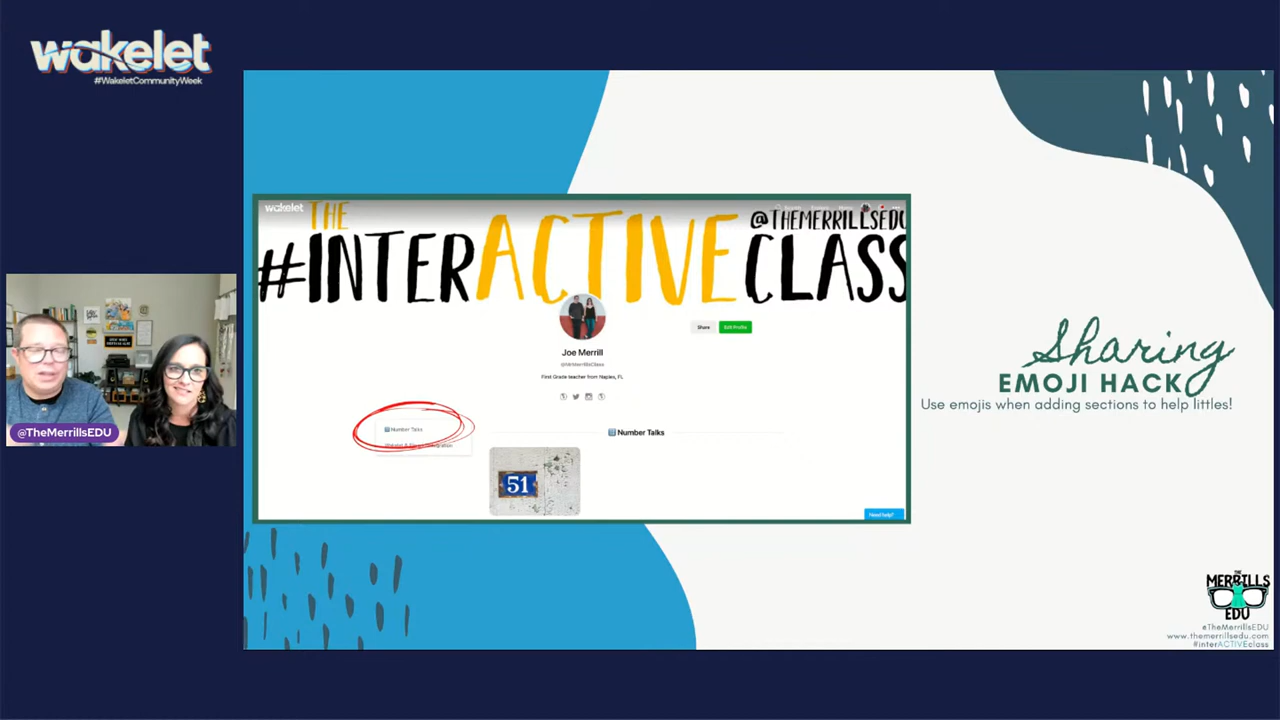 wakelet
#WakeletCommunityWeek
@TheMerrillsEDU
wakelet
THE
@THEMERRILLSEDU
#INTERACTIVECLASS
Share
Edit Profile
Joe Merrill
@MrMerrillsClass
First Grade teacher from Naples, FL
Number Talks
Number Talks
51
Need help?
Sharing
EMOJI HACK
Use emojis when adding sections to help littles!
THE
MERRILLS
EDU
@TheMerrillsEDU
www.themerrillsedu.com
#interACTIVEclass